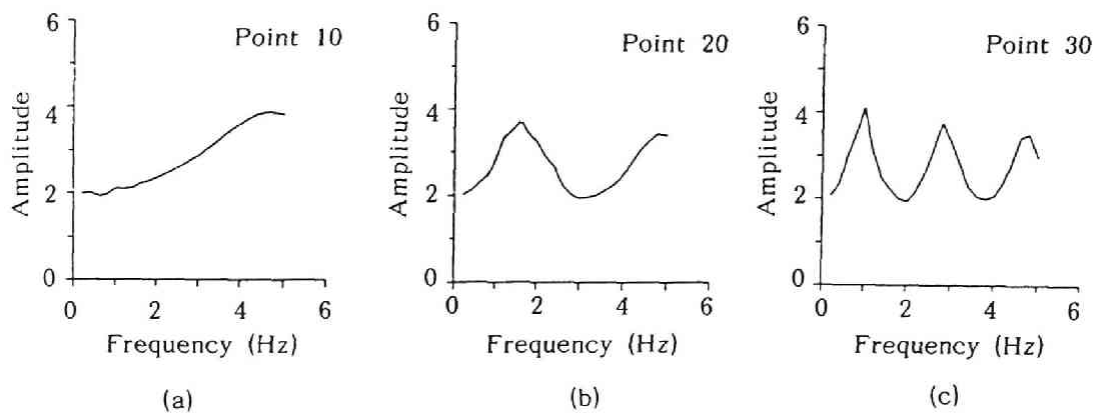 Point 10
Amplitude
6
4
2
0
0 2 4 6
Frequency (Hz)
(a)
Point 20
Amplitude
6
4
2
0
0 2 4 6
Frequency (Hz)
(b)
Point 30
Amplitude
6
4
2
0
0 2 4 6
Frequency (Hz)
(c)